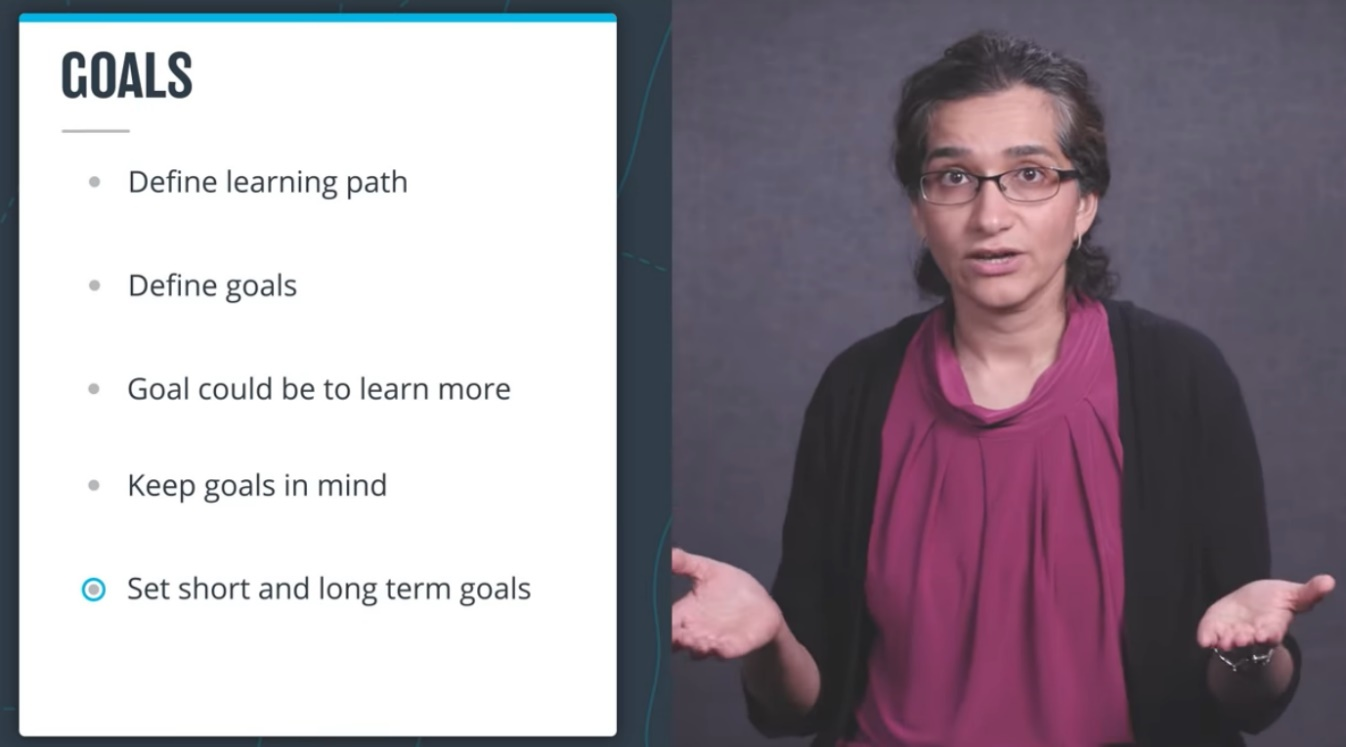 GOALS
Define learning path
Define goals
Goal could be to learn more
Keep goals in mind
Set short and long term goals